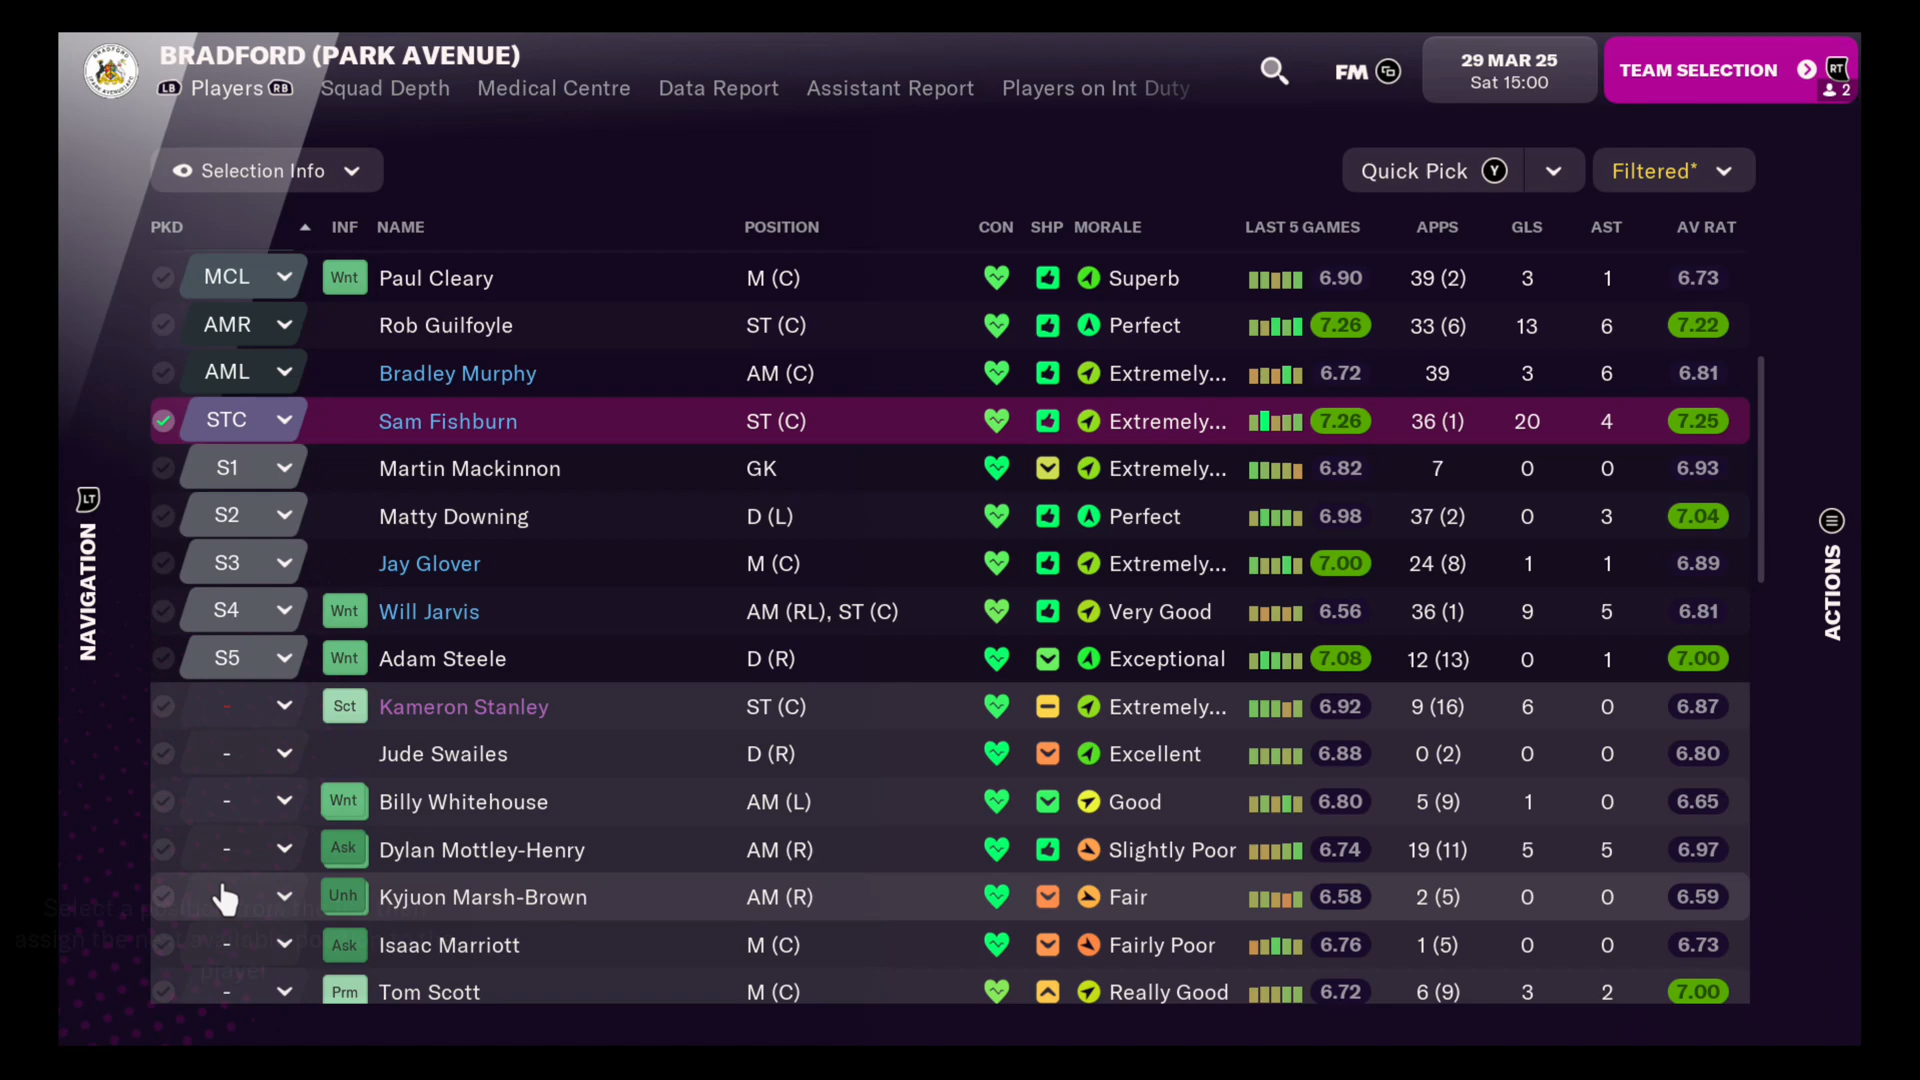 BRADFORD (PARK AVENUE)
LB Players RB Squad Depth Medical Centre Data Report Assistant Report Players on Int Duty
FM
29 MAR 25
Sat 15:00
TEAM SELECTION RT
2
Selection Info
Quick Pick Y
Filtered*
PKD INF NAME POSITION CON SHP MORALE LAST 5 GAMES APPS GLS AST AV RAT
MCL Wnt Paul Cleary M (C) Superb 6.90 39 (2) 3 1 6.73
AMR Rob Guilfoyle ST (C) Perfect 7.26 33 (6) 13 6 7.22
AML Bradley Murphy AM (C) Extremely... 6.72 39 3 6 6.81
STC Sam Fishburn ST (C) Extremely... 7.26 36 (1) 20 4 7.25
S1 Martin Mackinnon GK Extremely... 6.82 7 0 0 6.93
S2 Matty Downing D (L) Perfect 6.98 37 (2) 0 3 7.04
S3 Jay Glover M (C) Extremely... 7.00 24 (8) 1 1 6.89
S4 Wnt Will Jarvis AM (RL), ST (C) Very Good 6.56 36 (1) 9 5 6.81
S5 Wnt Adam Steele D (R) Exceptional 7.08 12 (13) 0 1 7.00
- Sct Kameron Stanley ST (C) Extremely... 6.92 9 (16) 6 0 6.87
- Jude Swailes D (R) Excellent 6.88 0 (2) 0 0 6.80
- Wnt Billy Whitehouse AM (L) Good 6.80 5 (9) 1 0 6.65
- Ask Dylan Mottley-Henry AM (R) Slightly Poor 6.74 19 (11) 5 5 6.97
Unh Kyjuon Marsh-Brown AM (R) Fair 6.58 2 (5) 0 0 6.59
- Ask Isaac Marriott M (C) Fairly Poor 6.76 1 (5) 0 0 6.73
- Prm Tom Scott M (C) Really Good 6.72 6 (9) 3 2 7.00
LT
NAVIGATION
ACTIONS
Select a position from the
assign the next available
player